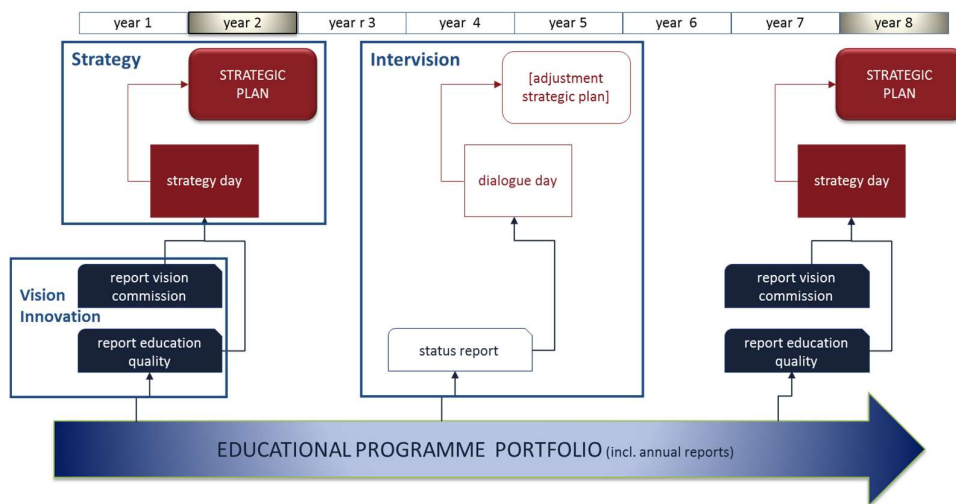 year 1 year 2 year r 3 year 4 year 5 year 6 year 7 year 8
Strategy
STRATEGIC
PLAN
strategy day
Intervision
[adjustment
strategic plan]
dialogue day
STRATEGIC
PLAN
strategy day
Vision
Innovation
report vision
commission
report education
quality
status report
report vision
commission
report education
quality
EDUCATIONAL PROGRAMME PORTFOLIO (incl. annual reports)